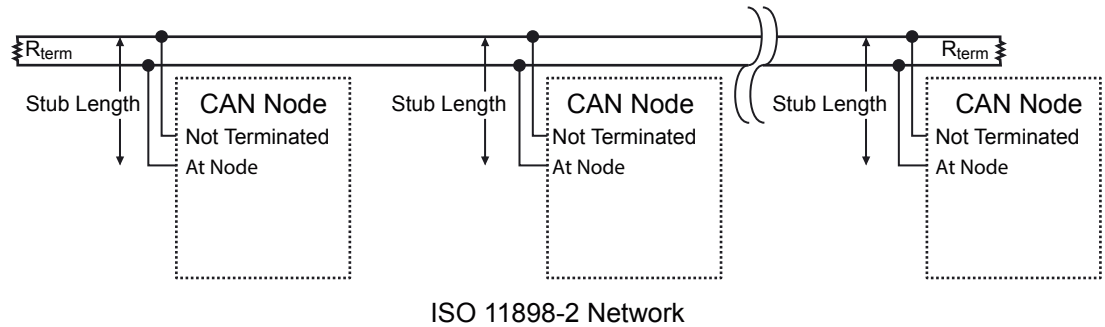 Rterm
Rterm
Stub Length
CAN Node
Not Terminated
At Node
Stub Length
CAN Node
Not Terminated
At Node
Stub Length
CAN Node
Not Terminated
At Node
ISO 11898-2 Network